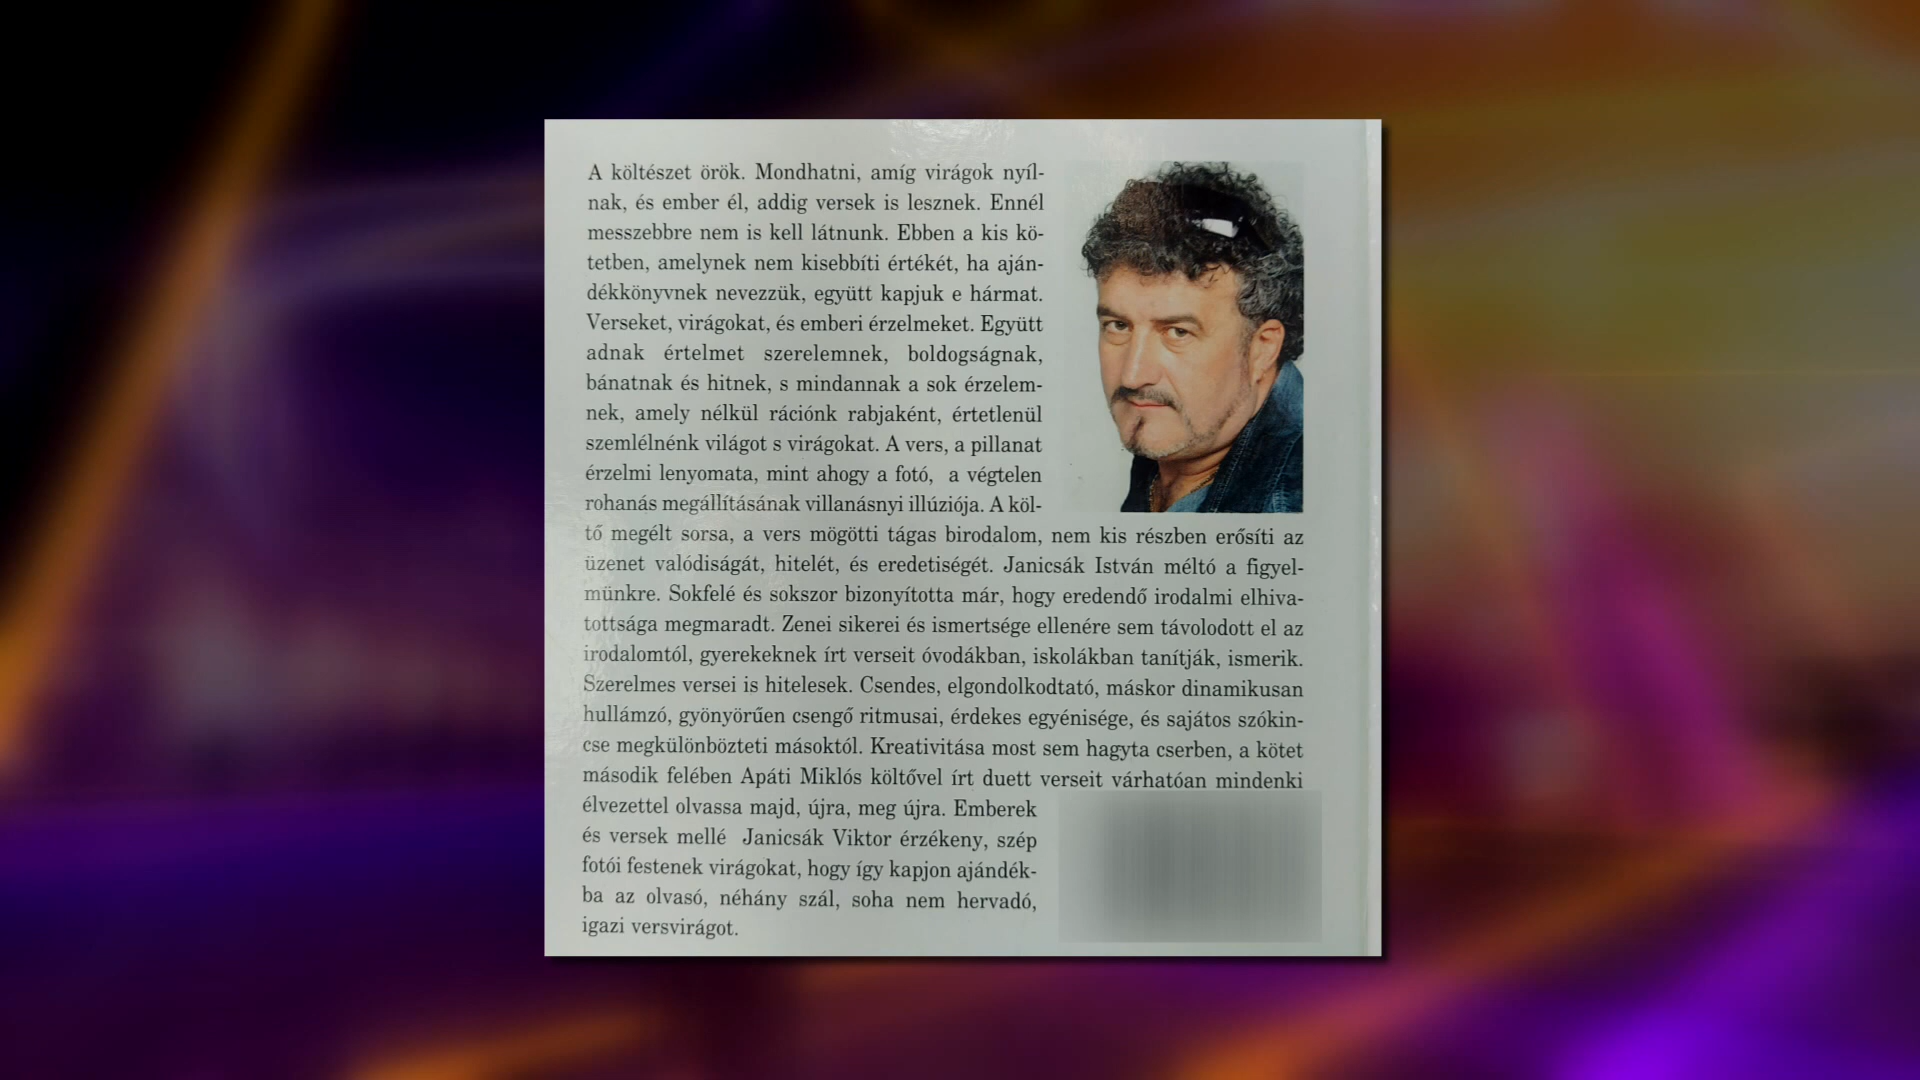 A költészet örök. Mondhatni, amíg virágok nyíl-
nak, és ember él, addig versek is lesznek. Ennél
messzebbre nem is kell látnunk. Ebben a kis kö-
tetben, amelynek nem kisebbíti értékét, ha aján-
dékkönyvnek nevezzük, együtt kapjuk e hármat.
Verseket, virágokat, és emberi érzelmeket. Együtt
adnak értelmet szerelemnek, boldogságnak,
bánatnak és hitnek, s mindannak a sok érzelem-
nek, amely nélkül rációnk rabjaként, értetlenül
szemlélnénk világot s virágokat. A vers, a pillanat
érzelmi lenyomata, mint ahogy a fotó, a végtelen
rohanás megállításának villanásnyi illúziója. A köl-
tő megélt sorsa, a vers mögötti tágas birodalom, nem kis részben erősíti az
üzenet valódiságát, hitelét, és eredetiségét. Janicsák István méltó a figyel-
münkre. Sokfelé és sokszor bizonyította már, hogy eredendő irodalmi elhiva-
tottsága megmaradt. Zenei sikerei és ismertsége ellenére sem távolodott el az
irodalomtól, gyerekeknek írt verseit óvodákban, iskolákban tanítják, ismerik.
Szerelmes versei is hitelesek. Csendes, elgondolkodtató, máskor dinamikusan
hullámzó, gyönyörűen csengő ritmusai, érdekes egyénisége, és sajátos szókin-
cse megkülönbözteti másoktól. Kreativitása most sem hagyta cserben, a kötet
második felében Apáti Miklós költővel írt duett verseit várhatóan mindenki
élvezettel olvassa majd, újra, meg újra. Emberek
és versek mellé Janicsák Viktor érzékeny, szép
fotói festenek virágokat, hogy így kapjon ajándék-
ba az olvasó, néhány szál, soha nem hervadó,
igazi versvirágot.